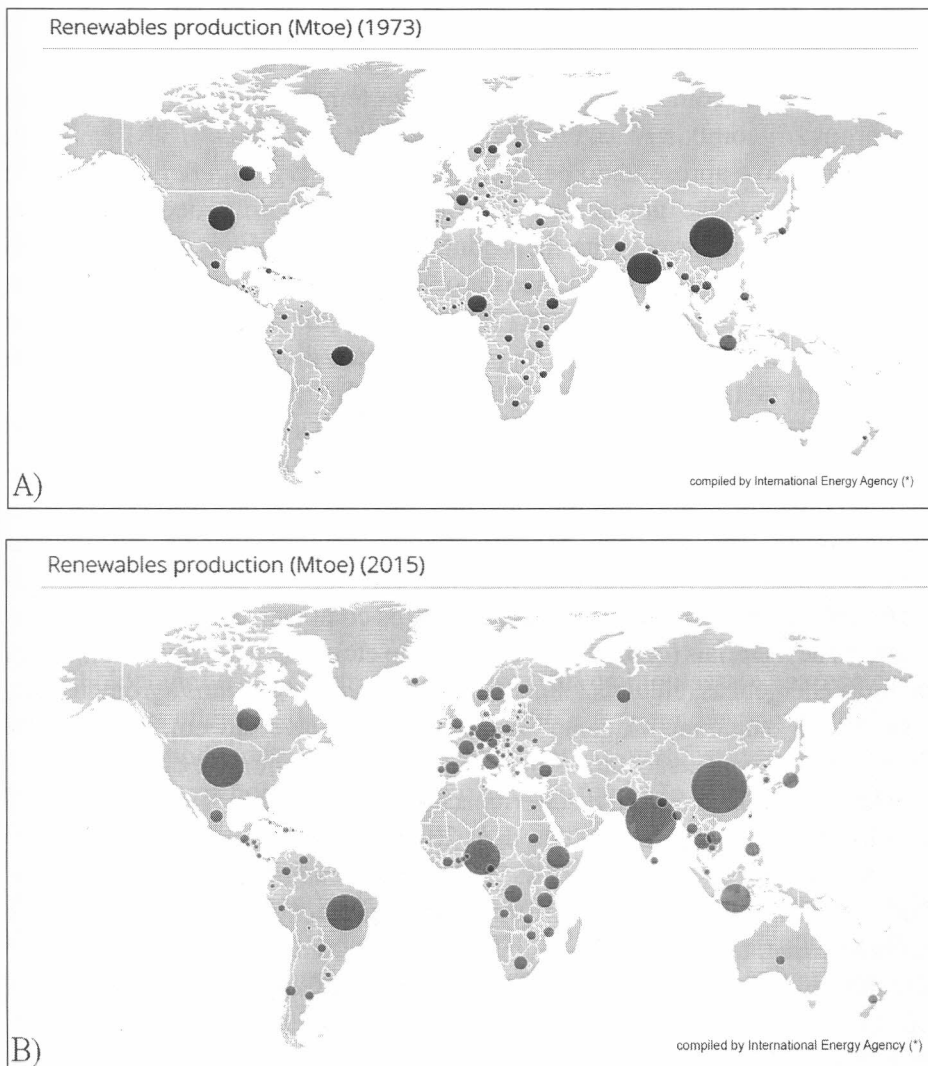 Renewables production (Mtoe) (1973)
compiled by International Energy Agency (*)
A)
Renewables production (Mtoe) (2015)
compiled by International Energy Agency (*)
B)